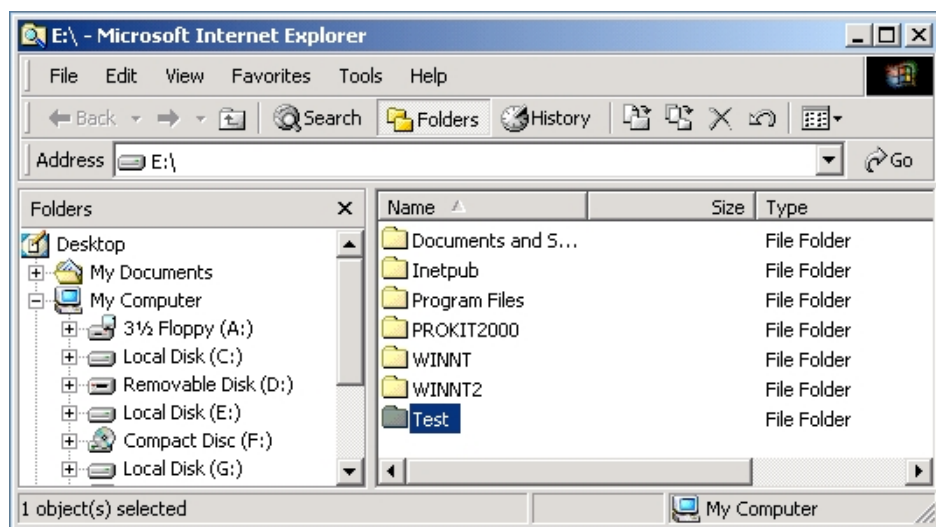 E:\ - Microsoft Internet Explorer
File Edit View Favorites Tools Help
Back Search Folders History
Address E:\ Go
Folders
Desktop
My Documents
My Computer
3½ Floppy (A:)
Local Disk (C:)
Removable Disk (D:)
Local Disk (E:)
Compact Disc (F:)
Local Disk (G:)
Name Size Type
Documents and S... File Folder
Inetpub File Folder
Program Files File Folder
PROKIT2000 File Folder
WINNT File Folder
WINNT2 File Folder
Test File Folder
1 object(s) selected My Computer